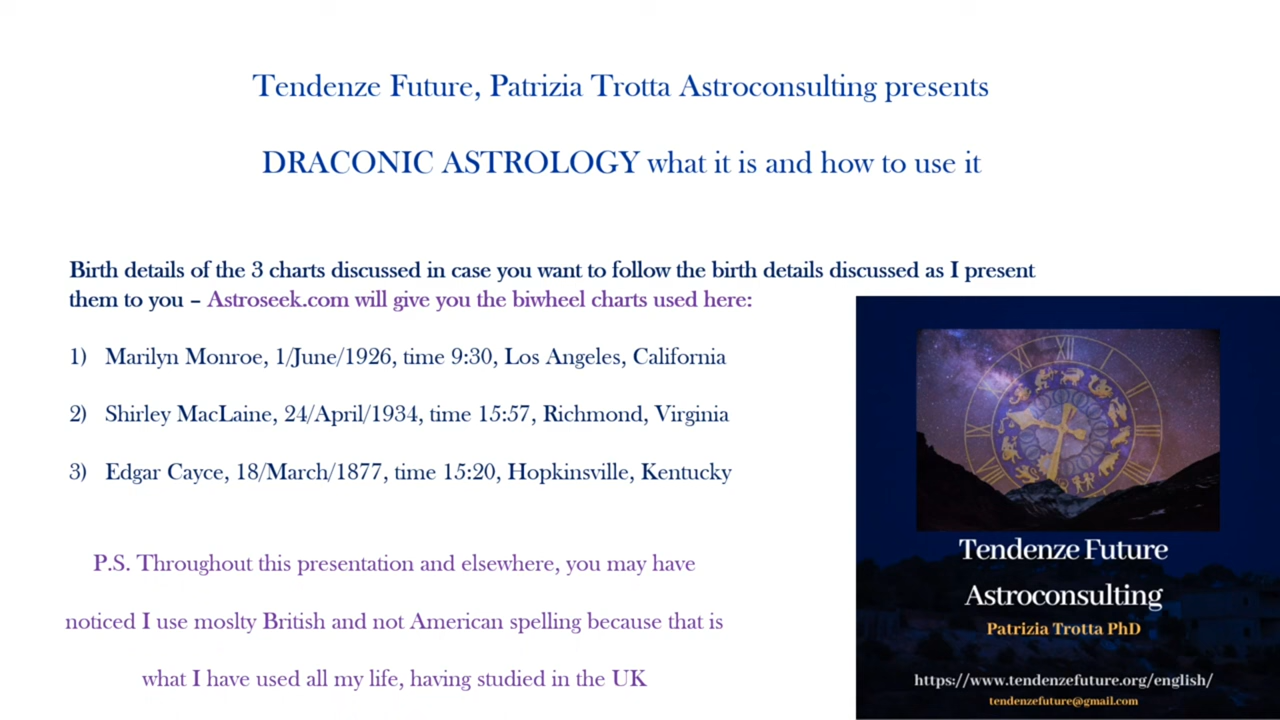 Tendenze Future, Patrizia Trotta Astroconsulting presents
DRACONIC ASTROLOGY what it is and how to use it
Birth details of the 3 charts discussed in case you want to follow the birth details discussed as I present
them to you – Astroseek.com will give you the biwheel charts used here:
1) Marilyn Monroe, 1/June/1926, time 9:30, Los Angeles, California
2) Shirley MacLaine, 24/April/1934, time 15:57, Richmond, Virginia
3) Edgar Cayce, 18/March/1877, time 15:20, Hopkinsville, Kentucky
P.S. Throughout this presentation and elsewhere, you may have
noticed I use moslty British and not American spelling because that is
what I have used all my life, having studied in the UK
Tendenze Future
Astroconsulting
Patrizia Trotta PhD
https://www.tendenzefuture.org/english/
tendenzefuture@gmail.com